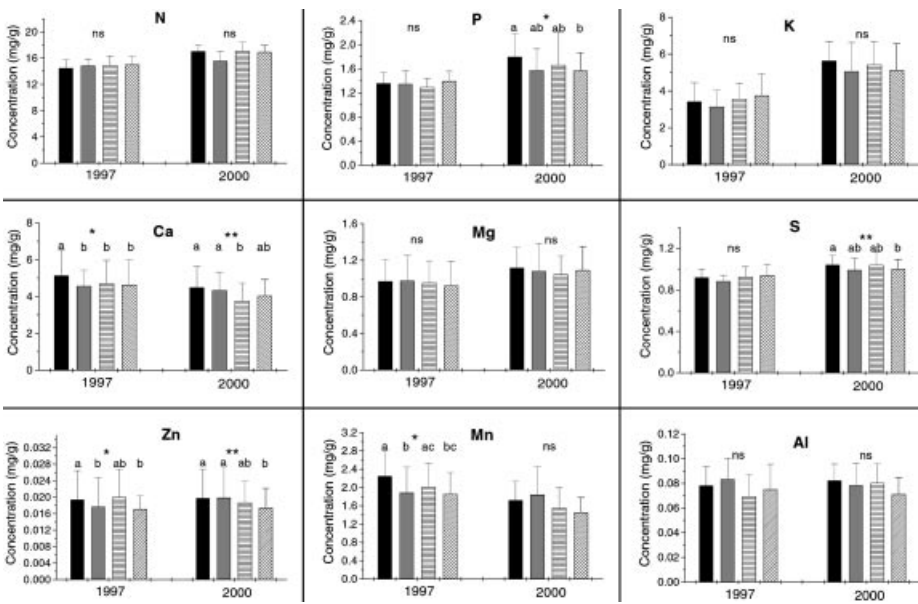 N
Concentration (mg/g)
20
16
12
8
4
0
ns
ns
1997
2000
P
Concentration (mg/g)
2.4
2.0
1.6
1.2
0.8
0.4
0.0
ns
*
a ab ab b
1997
2000
K
Concentration (mg/g)
8
6
4
2
0
ns
ns
1997
2000
Ca
Concentration (mg/g)
6
4
2
0
*
a b b b
**
a a b ab
1997
2000
Mg
Concentration (mg/g)
1.6
1.2
0.8
0.4
0.0
ns
ns
1997
2000
S
Concentration (mg/g)
1.2
0.8
0.4
0.0
ns
**
a ab ab b
1997
2000
Zn
Concentration (mg/g)
0.032
0.028
0.024
0.020
0.016
0.012
0.008
0.004
0.000
*
a b ab b
**
a a ab b
1997
2000
Mn
Concentration (mg/g)
3.2
2.8
2.4
2.0
1.6
1.2
0.8
0.4
0.0
*
a b ac bc
ns
1997
2000
Al
Concentration (mg/g)
0.12
0.10
0.08
0.06
0.04
0.02
0.00
ns
ns
1997
2000